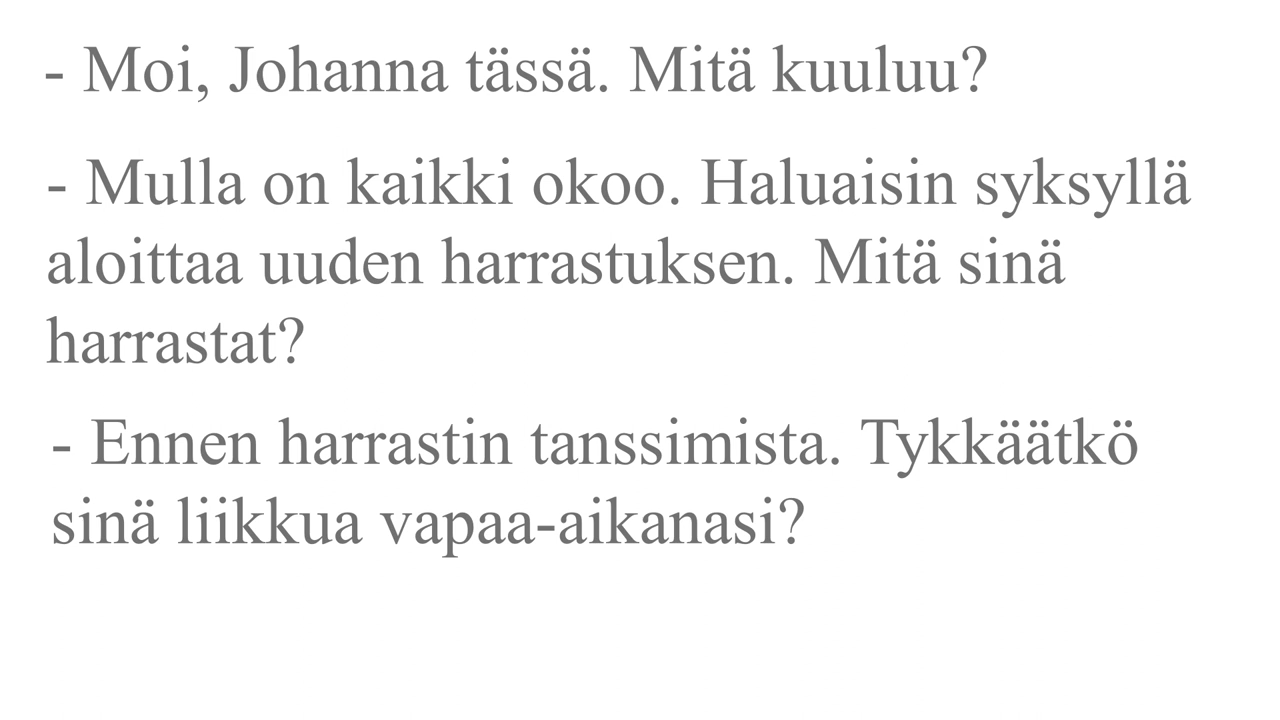 - Moi, Johanna tässä. Mitä kuuluu?
- Mulla on kaikki okoo. Haluaisin syksyllä
aloittaa uuden harrastuksen. Mitä sinä
harrastat?
- Ennen harrastin tanssimista. Tykkäätkö
sinä liikkua vapaa-aikanasi?